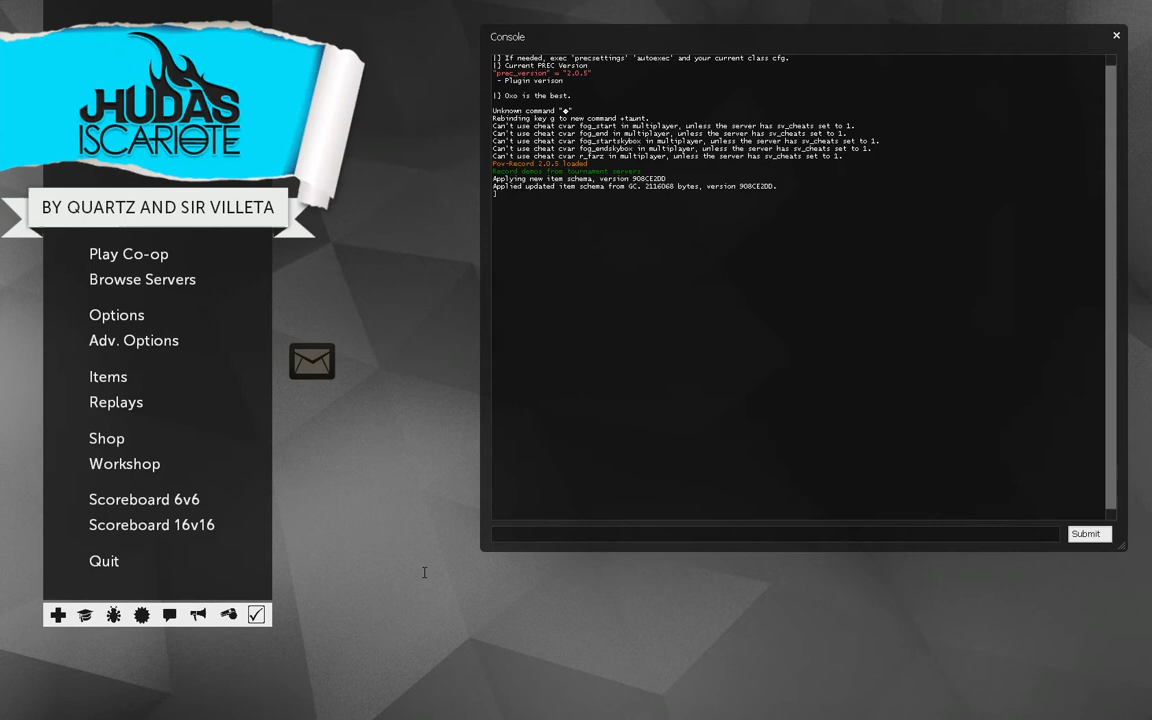 JHUDAS
ISCARIOTE
BY QUARTZ AND SIR VILLETA
Play Co-op
Browse Servers
Options
Adv. Options
Items
Replays
Shop
Workshop
Scoreboard 6v6
Scoreboard 16v16
Quit
Console
|] If needed, exec 'precsettings' 'autoexec' and your current class cfg.
|] Current PREC Version
"prec_version" = "2.0.5"
- Plugin verison
|] Oxo is the best.
Unknown command "◆"
Rebinding key g to new command +taunt.
Can't use cheat cvar fog_start in multiplayer, unless the server has sv_cheats set to 1.
Can't use cheat cvar fog_end in multiplayer, unless the server has sv_cheats set to 1.
Can't use cheat cvar fog_startskybox in multiplayer, unless the server has sv_cheats set to 1.
Can't use cheat cvar fog_endskybox in multiplayer, unless the server has sv_cheats set to 1.
Can't use cheat cvar r_farz in multiplayer, unless the server has sv_cheats set to 1.
Pov-Record 2.0.5 loaded
Record demos from tournament servers
Applying new item schema, version 908CE2DD
Applied updated item schema from GC. 2116068 bytes, version 908CE2DD.
]
Submit